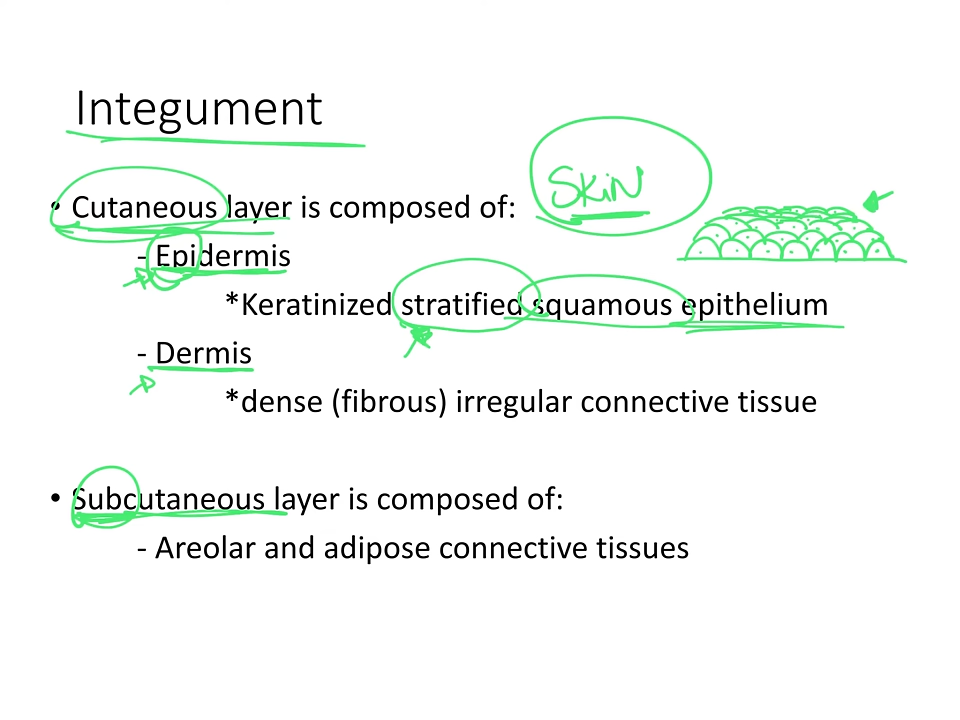 Integument
SKiN
• Cutaneous layer is composed of:
- Epidermis
*Keratinized stratified squamous epithelium
- Dermis
*dense (fibrous) irregular connective tissue
• Subcutaneous layer is composed of:
- Areolar and adipose connective tissues